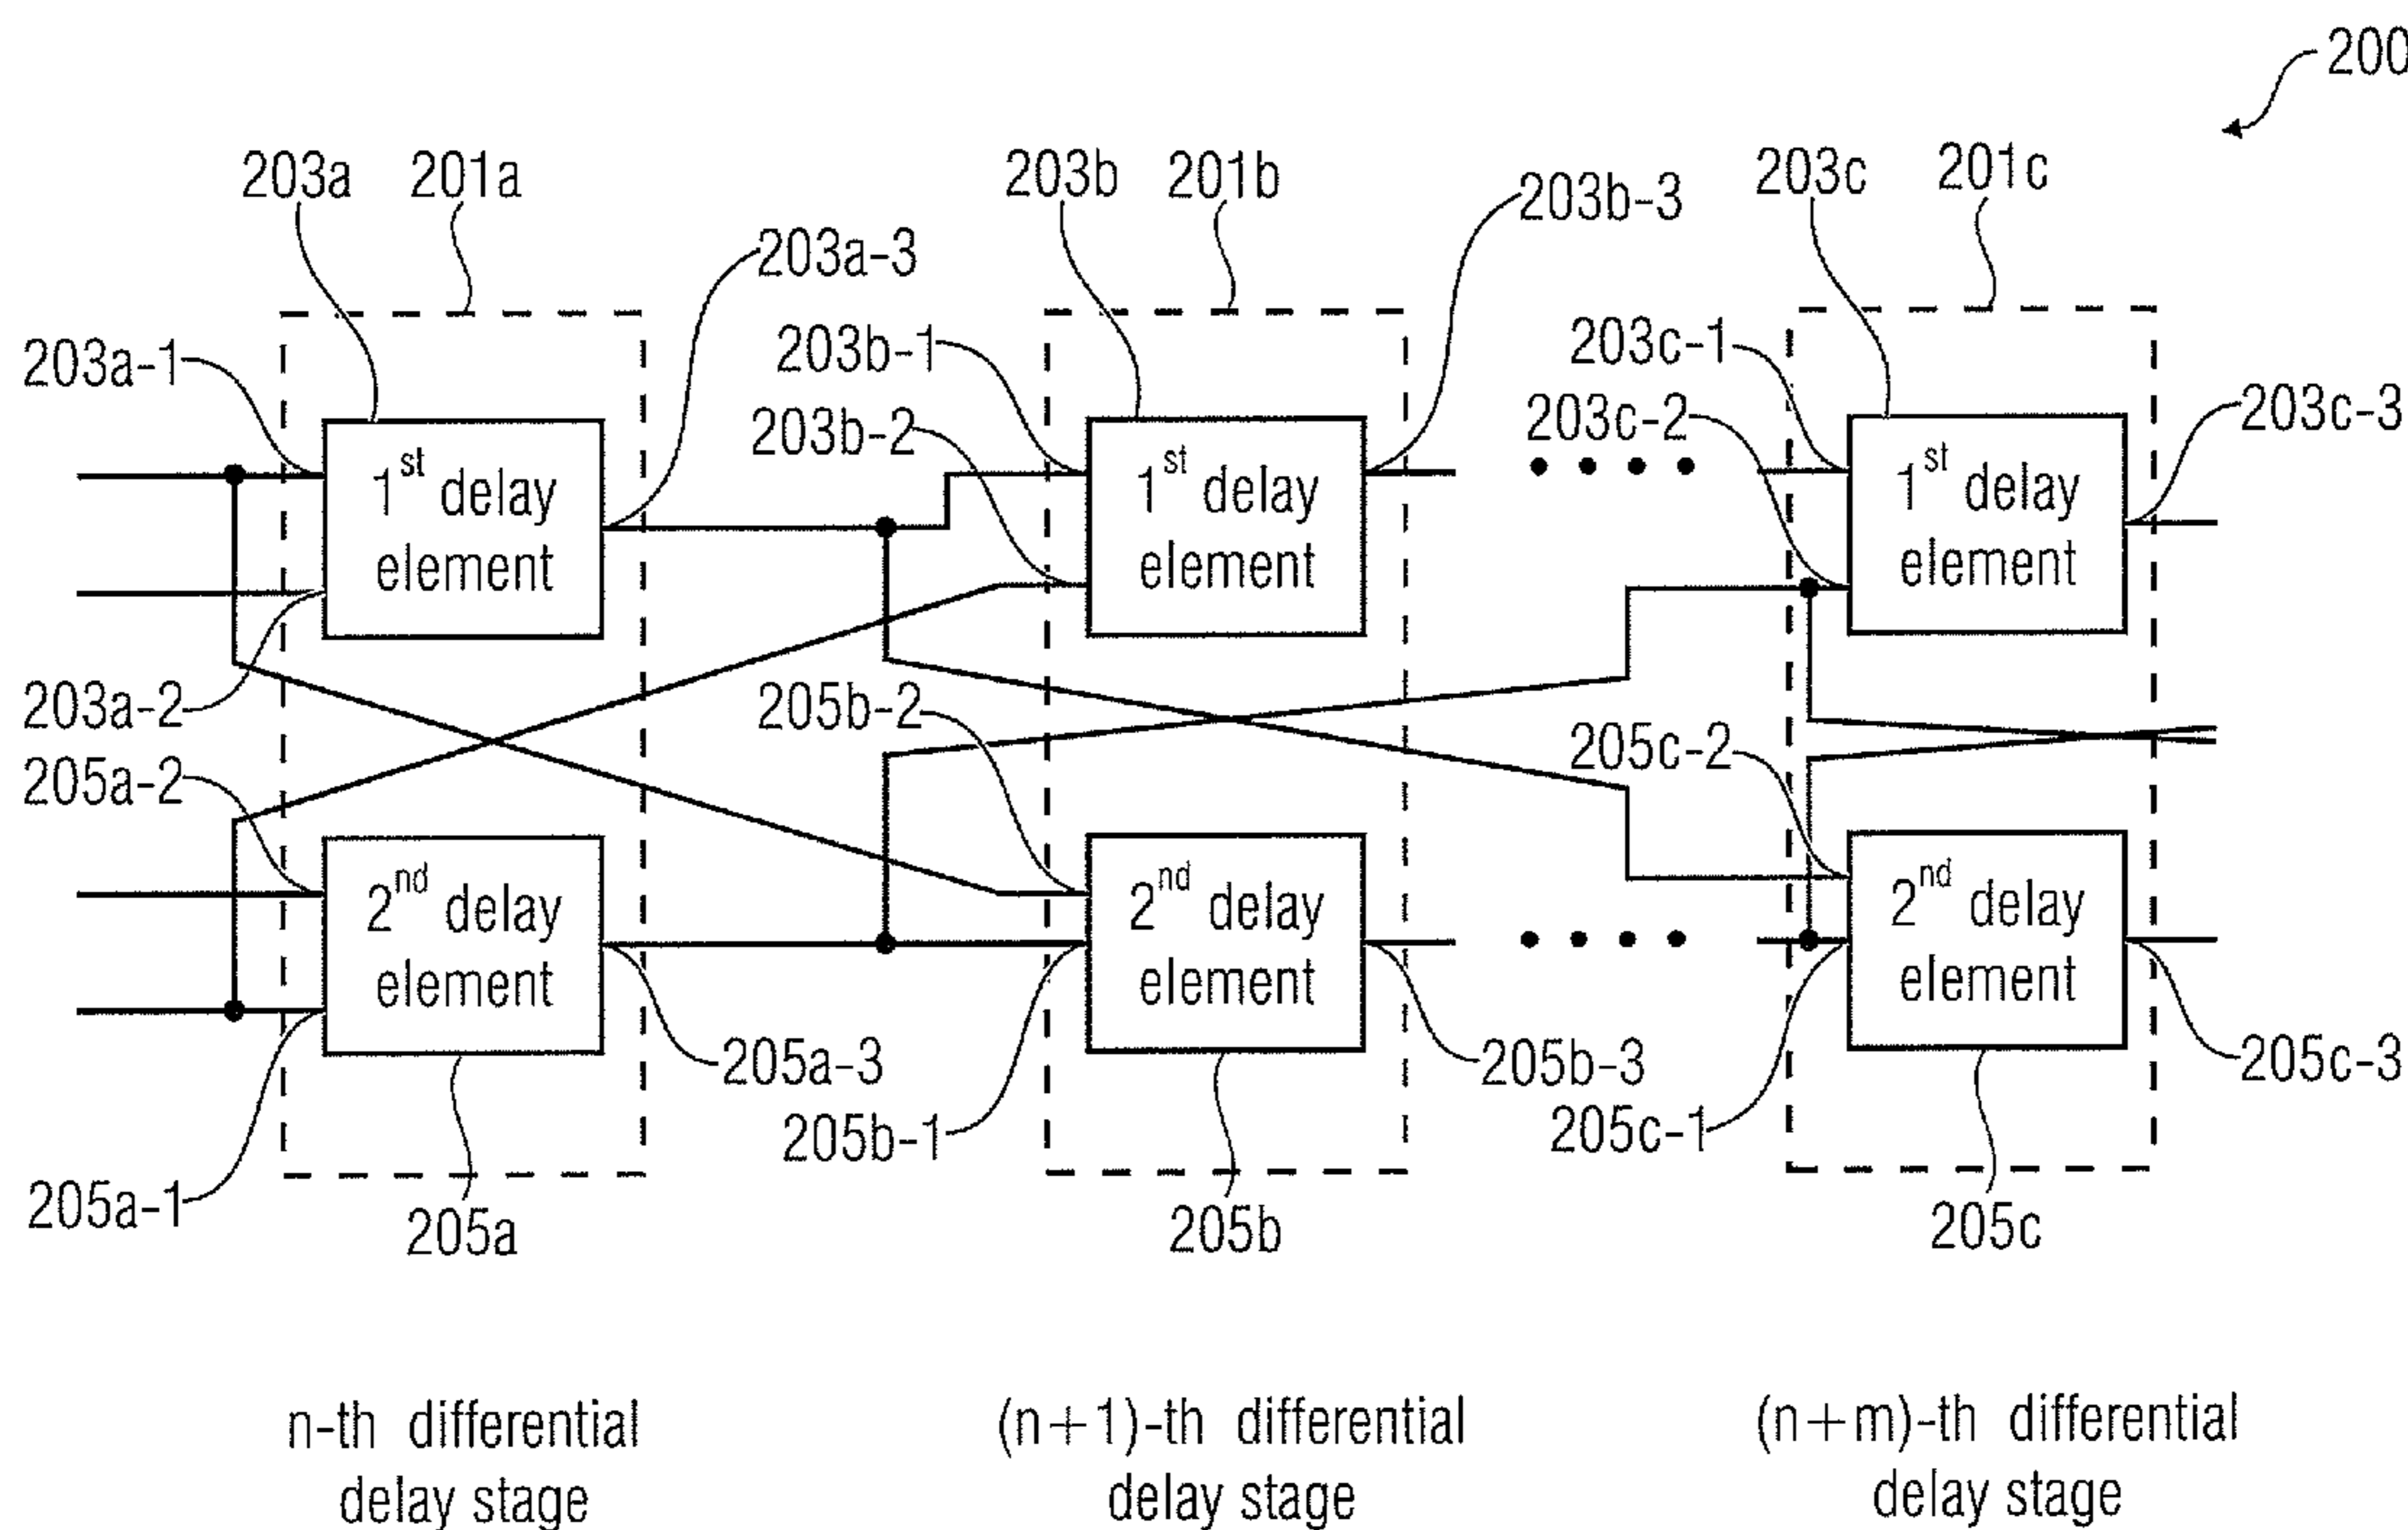 200
203a 201a
203b 201b
203c 201c
203a-3
203b-3
203a-1
203b-1
203c-1
203b-2
203c-2
203c-3
1st delay
element
1st delay
element
1st delay
element
203a-2
205a-2
205b-2
205c-2
2nd delay
element
2nd delay
element
2nd delay
element
205a-1
205a-3
205b-1
205b-3
205c-1
205c-3
205a
205b
205c
n-th differential
delay stage
(n+1)-th differential
delay stage
(n+m)-th differential
delay stage